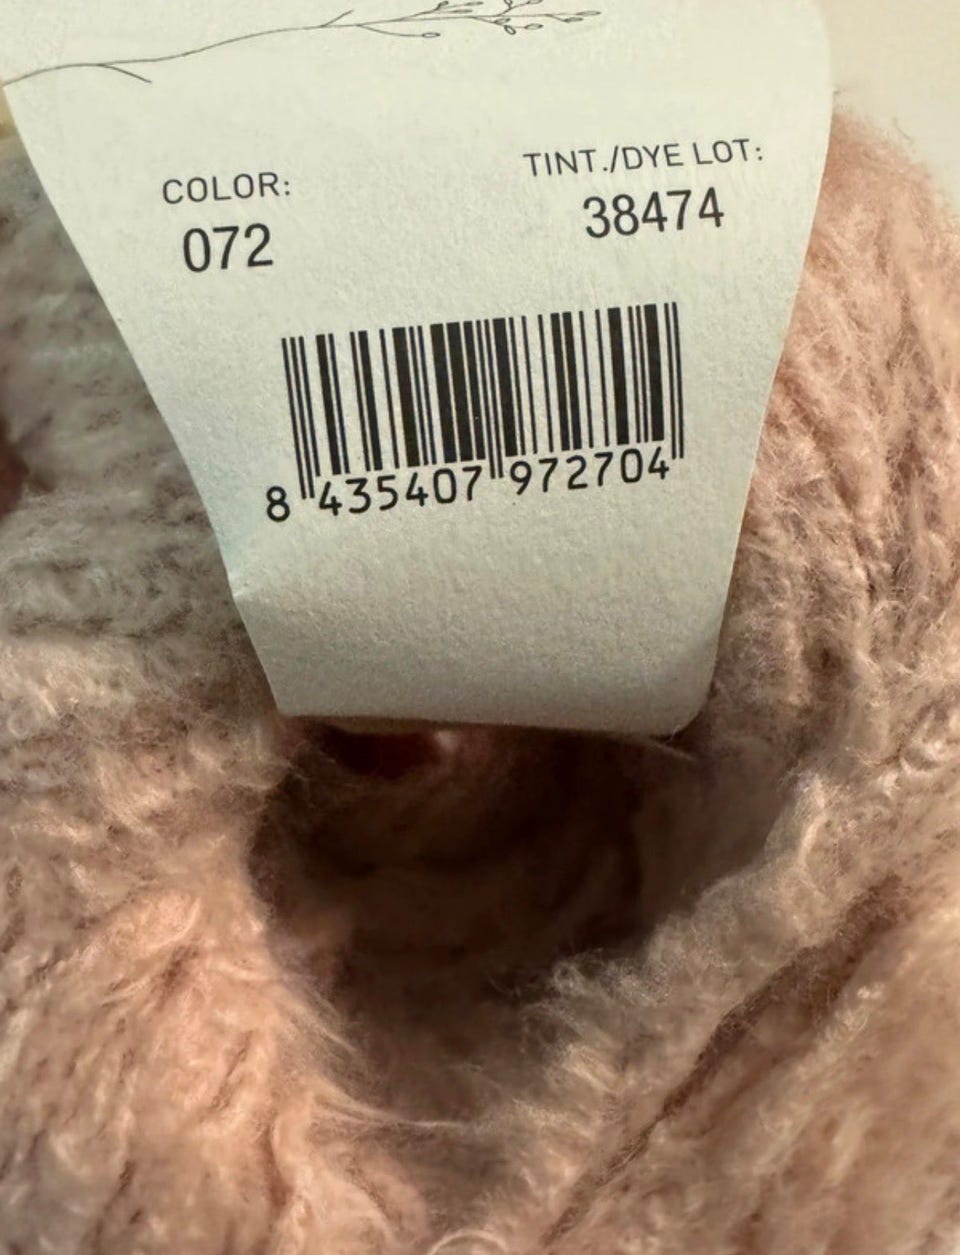 COLOR:
072
TINT./DYE LOT:
38474
8 435407 972704